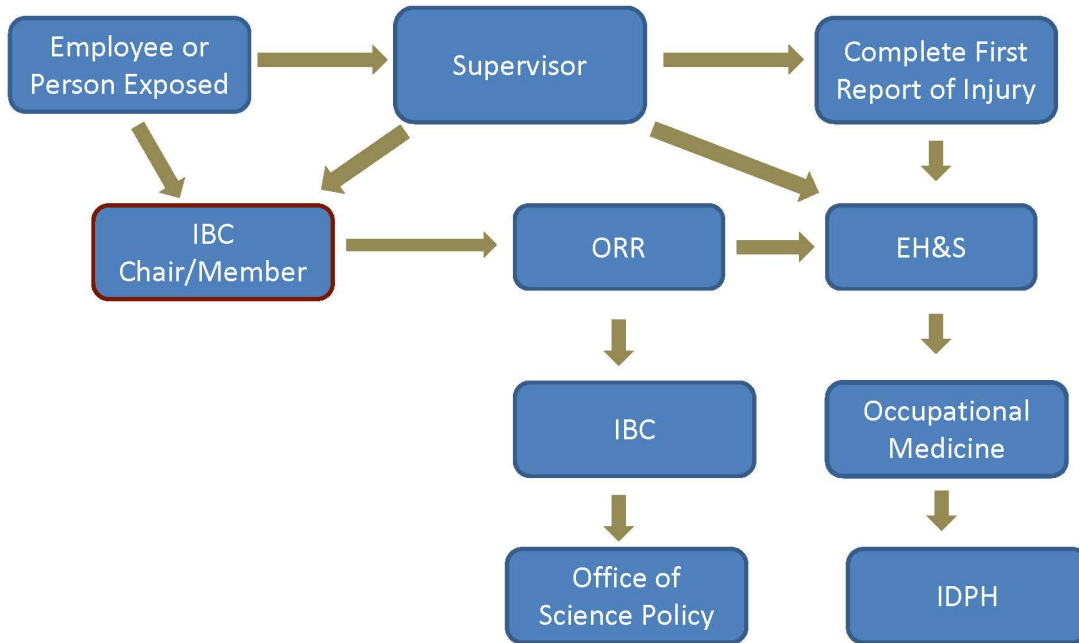 Employee or
Person Exposed
Supervisor
Complete First
Report of Injury
IBC
Chair/Member
ORR
EH&S
IBC
Occupational
Medicine
Office of
Science Policy
IDPH